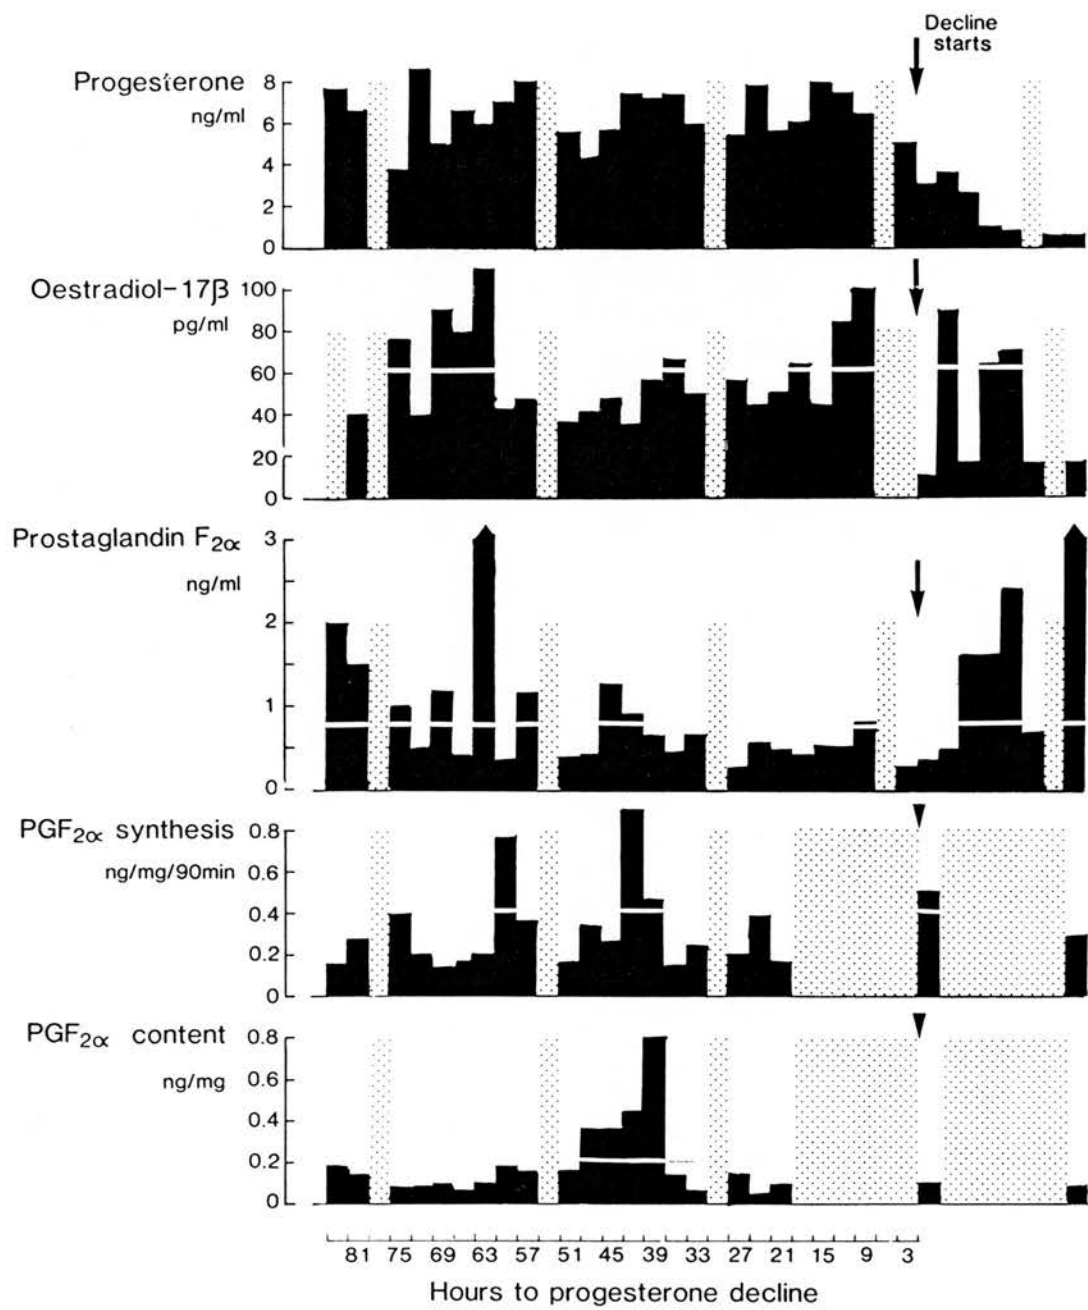 Decline
starts
Progesterone
ng/ml
8
6
4
2
0
Oestradiol-17β
pg/ml
100
80
60
40
20
0
Prostaglandin F2α
ng/ml
3
2
1
0
PGF2α synthesis
ng/mg/90min
0.8
0.6
0.4
0.2
0
PGF2α content
ng/mg
0.8
0.6
0.4
0.2
0
81 75 69 63 57 51 45 39 33 27 21 15 9 3
Hours to progesterone decline